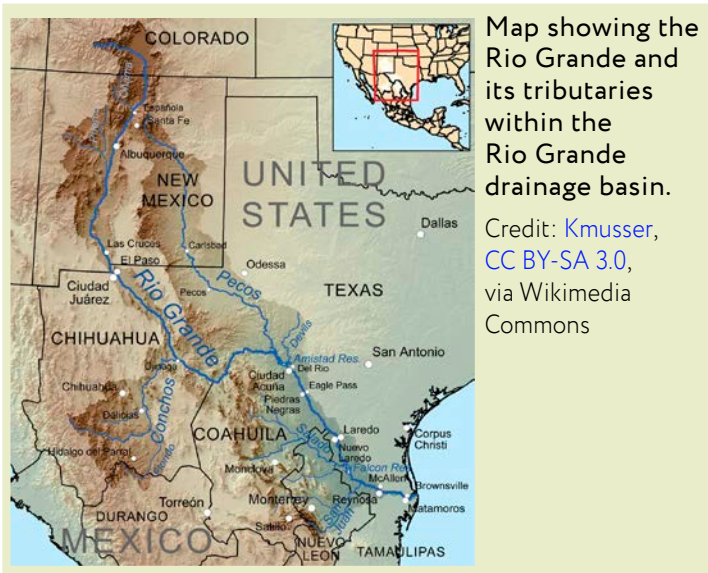 COLORADO
Chama
Española
Santa Fe
Albuquerque
NEW
MEXICO
UNITED
STATES
Dallas
Las Cruces
Carlsbad
El Paso
Odessa
Ciudad
Juárez
Rio Grande
Pecos
Pecos
TEXAS
Devils
CHIHUAHUA
Ojinaga
Amistad Res.
San Antonio
Del Rio
Ciudad
Acuña
Eagle Pass
Chihuahua
Conchos
Piedras
Negras
Delicias
COAHUILA
Salado
Laredo
Nuevo
Laredo
Corpus
Christi
Hidalgo del Parral
Florido
Monclova
Falcon Res.
McAllen
Brownsville
Torreón
Monterrey
Reynosa
Matamoros
DURANGO
Saltillo
San
Juan
MEXICO
NUEVO
LEÓN
TAMAULIPAS
Map showing the
Rio Grande and
its tributaries
within the
Rio Grande
drainage basin.
Credit: Kmusser,
CC BY-SA 3.0,
via Wikimedia
Commons